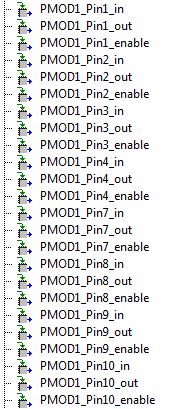 PMOD1_Pin1_in
PMOD1_Pin1_out
PMOD1_Pin1_enable
PMOD1_Pin2_in
PMOD1_Pin2_out
PMOD1_Pin2_enable
PMOD1_Pin3_in
PMOD1_Pin3_out
PMOD1_Pin3_enable
PMOD1_Pin4_in
PMOD1_Pin4_out
PMOD1_Pin4_enable
PMOD1_Pin7_in
PMOD1_Pin7_out
PMOD1_Pin7_enable
PMOD1_Pin8_in
PMOD1_Pin8_out
PMOD1_Pin8_enable
PMOD1_Pin9_in
PMOD1_Pin9_out
PMOD1_Pin9_enable
PMOD1_Pin10_in
PMOD1_Pin10_out
PMOD1_Pin10_enable